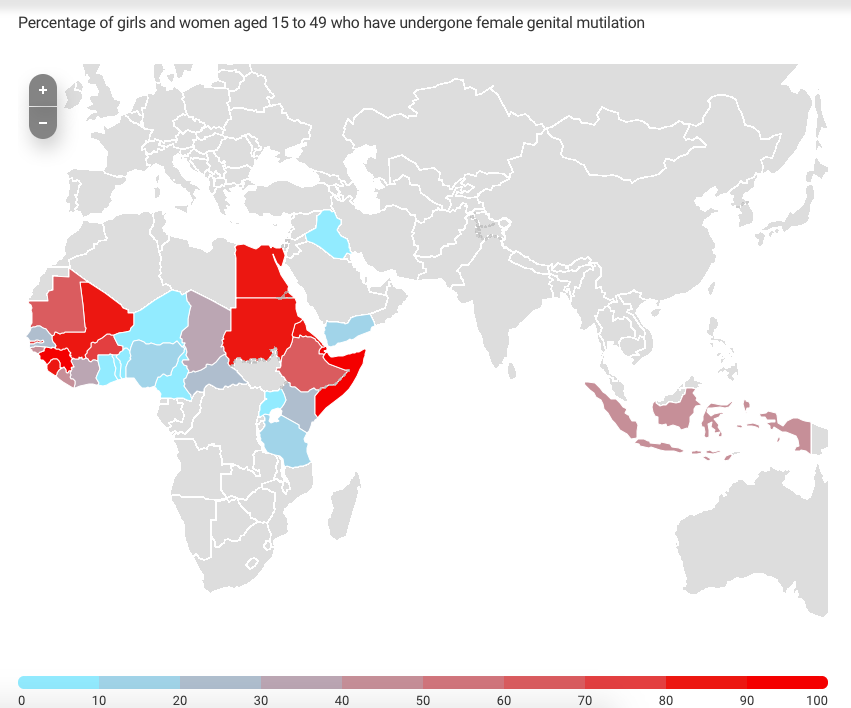 Percentage of girls and women aged 15 to 49 who have undergone female genital mutilation
+
−
0 10 20 30 40 50 60 70 80 90 100